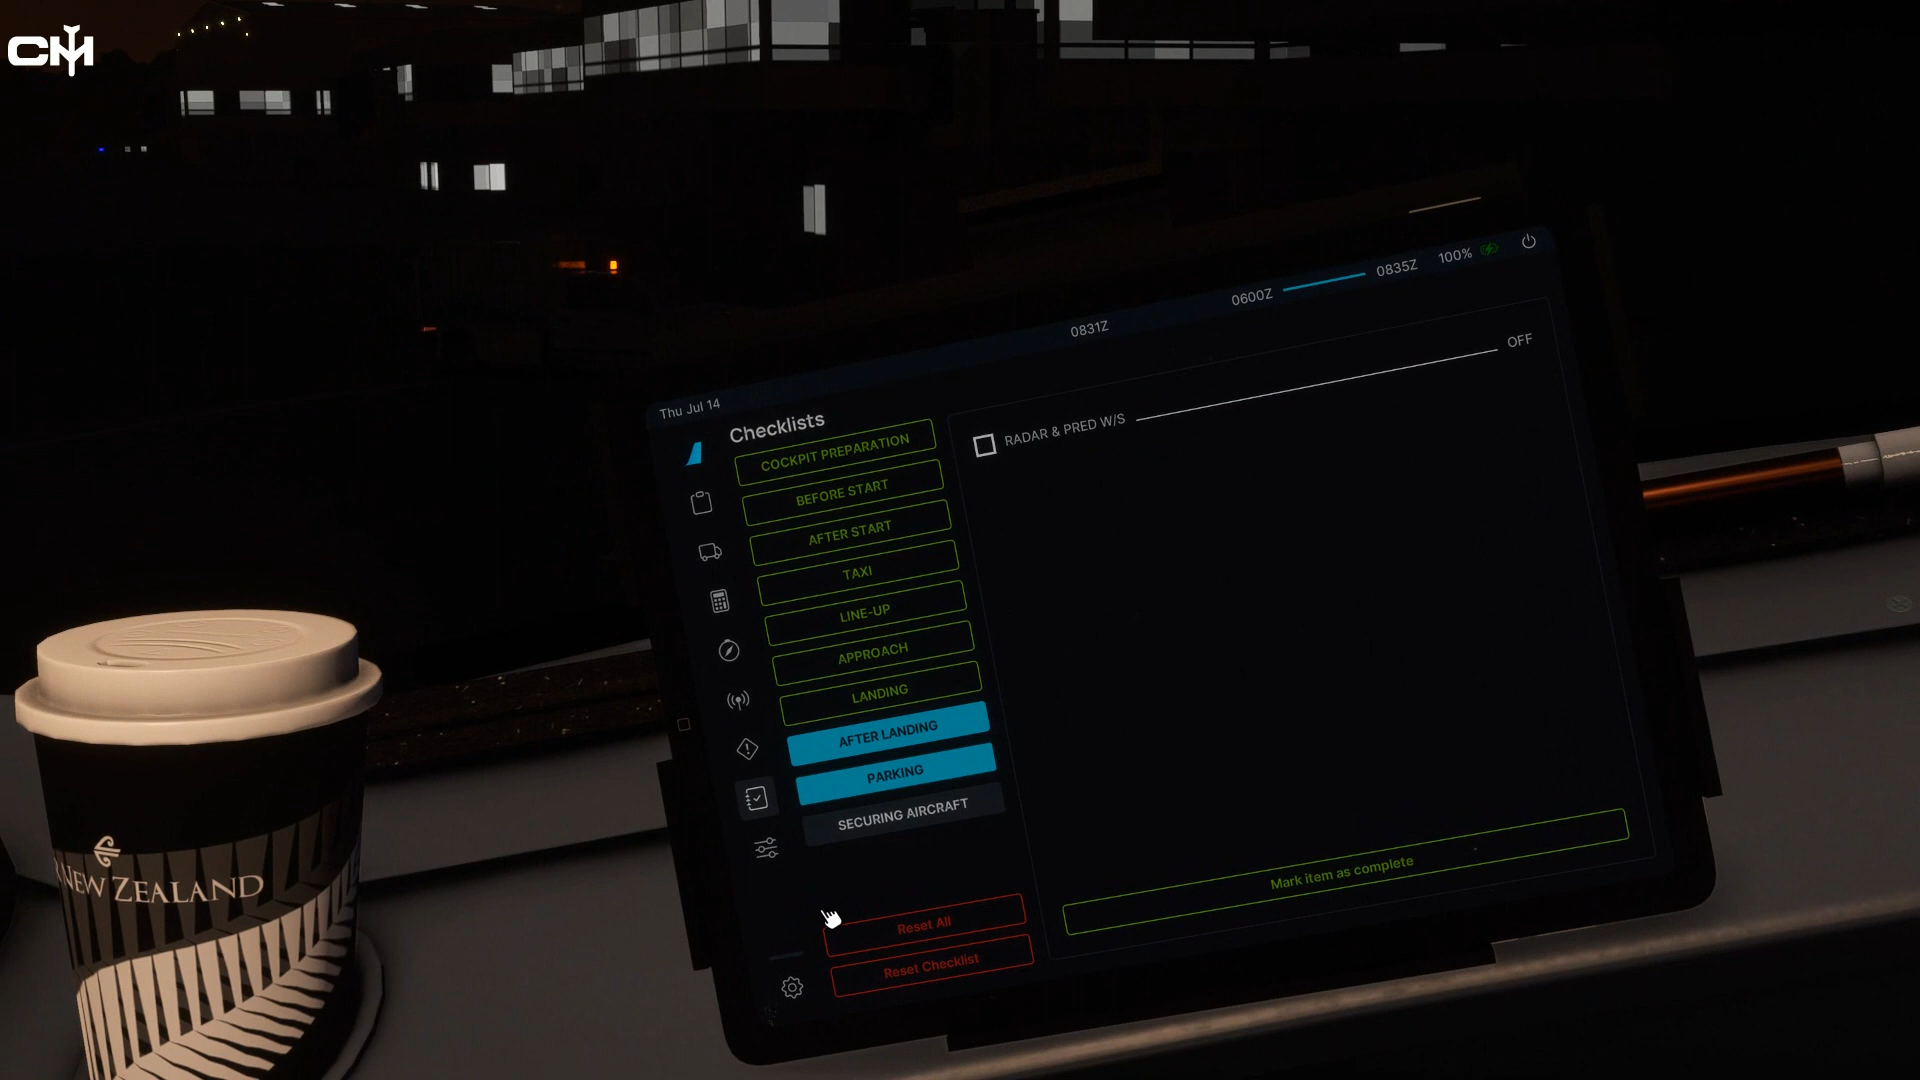 CM
Thu Jul 14
0831Z
0600Z
0835Z
100%
Checklists
COCKPIT PREPARATION
BEFORE START
AFTER START
TAXI
LINE-UP
APPROACH
LANDING
AFTER LANDING
PARKING
SECURING AIRCRAFT
Reset All
Reset Checklist
RADAR & PRED W/S
OFF
Mark item as complete
NEW ZEALAND